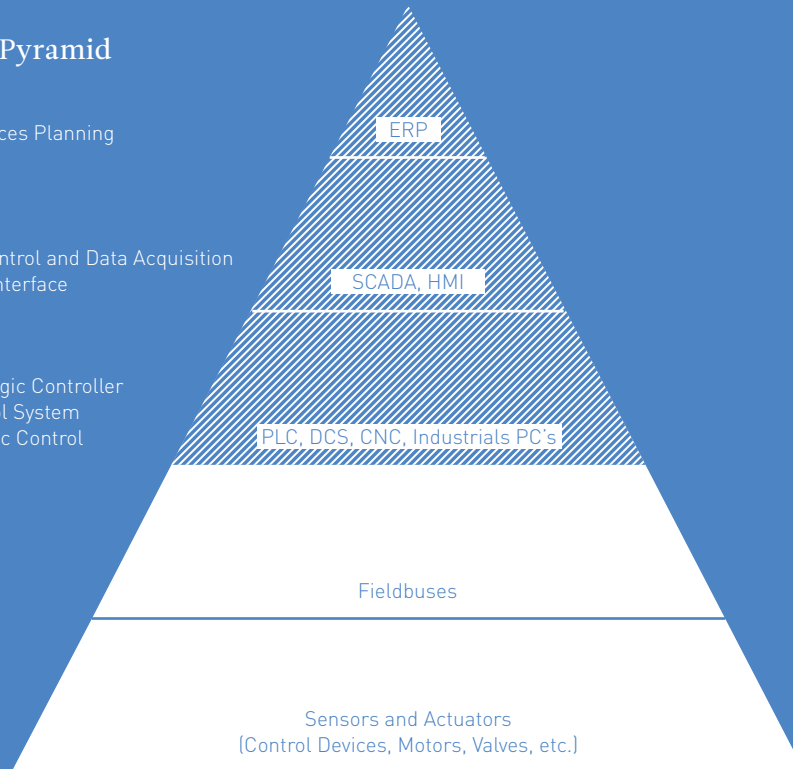 Pyramid
ERP
ces Planning
ntrol and Data Acquisition
nterface
SCADA, HMI
gic Controller
ol System
c Control
PLC, DCS, CNC, Industrials PC's
Fieldbuses
Sensors and Actuators
(Control Devices, Motors, Valves, etc.)